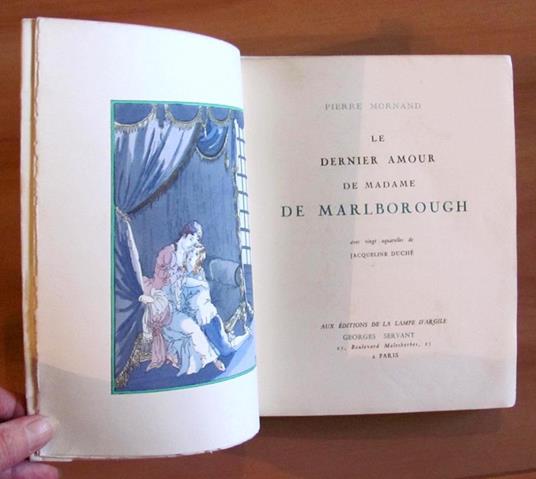 PIERRE MORNAND
LE
DERNIER AMOUR
DE MADAME
DE MARLBOROUGH
avec vingt aquarelles de
JACQUELINE DUCHÉ
AUX ÉDITIONS DE LA LAMPE D'ARGILE
GEORGES SERVANT
Boulevard Malesherbes,
A PARIS